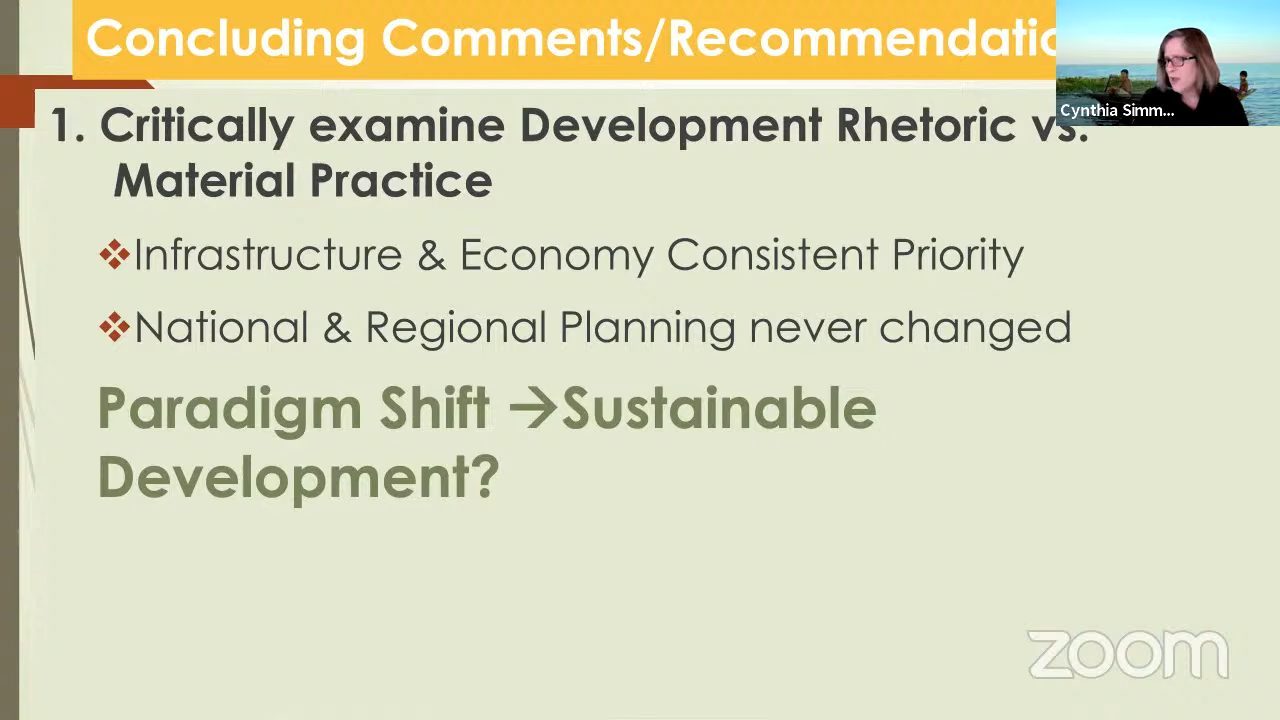 Concluding Comments/Recommendatio
Cynthia Simm...
1. Critically examine Development Rhetoric vs.
Material Practice
❖Infrastructure & Economy Consistent Priority
❖National & Regional Planning never changed
Paradigm Shift →Sustainable
Development?
zoom